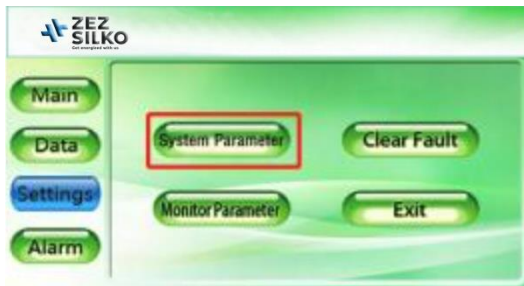 ZEZ
SILKO
Get energized with us
Main
Data
Settings
Alarm
System Parameter
Clear Fault
Monitor Parameter
Exit